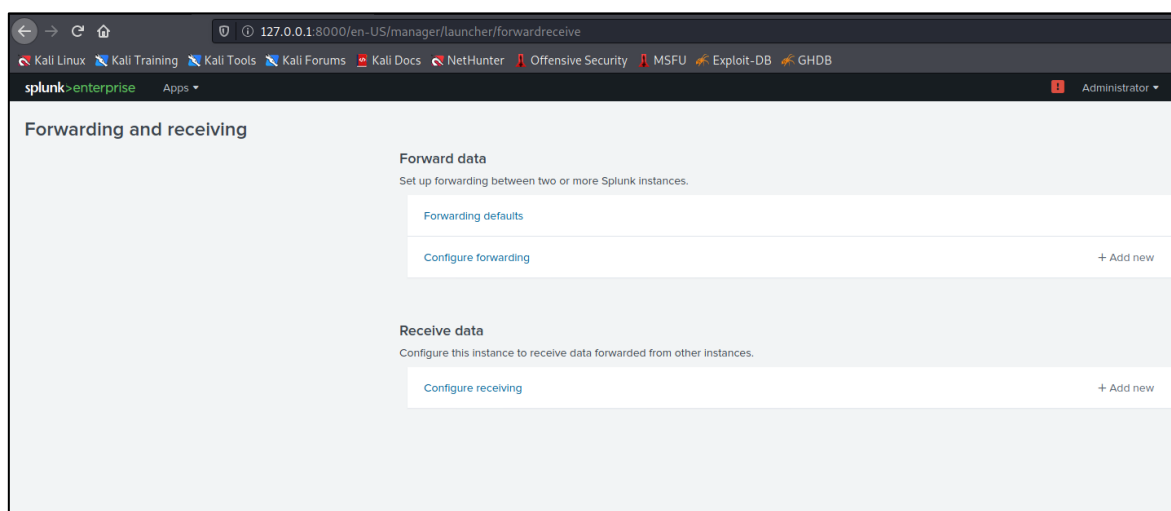 127.0.0.1:8000/en-US/manager/launcher/forwardreceive
Kali Linux Kali Training Kali Tools Kali Forums Kali Docs NetHunter Offensive Security MSFU Exploit-DB GHDB
splunk>enterprise Apps ! Administrator
Forwarding and receiving
Forward data
Set up forwarding between two or more Splunk instances.
Forwarding defaults
Configure forwarding + Add new
Receive data
Configure this instance to receive data forwarded from other instances.
Configure receiving + Add new